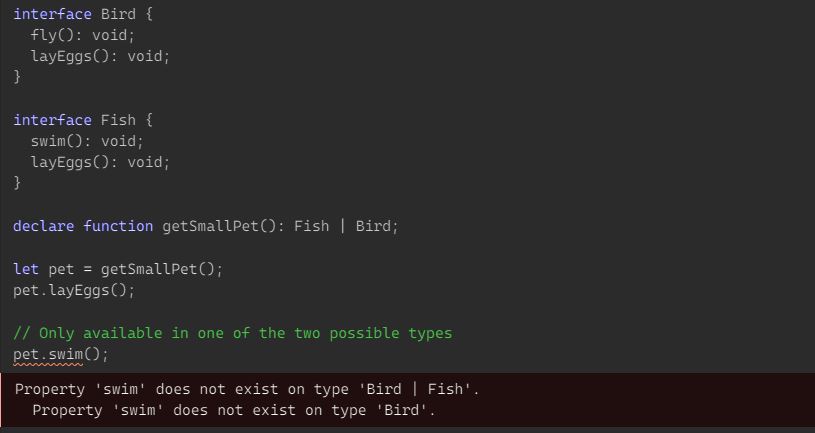 interface Bird {
  fly(): void;
  layEggs(): void;
}
interface Fish {
  swim(): void;
  layEggs(): void;
}
declare function getSmallPet(): Fish | Bird;
let pet = getSmallPet();
pet.layEggs();
// Only available in one of the two possible types
pet.swim();
Property 'swim' does not exist on type 'Bird | Fish'.
  Property 'swim' does not exist on type 'Bird'.